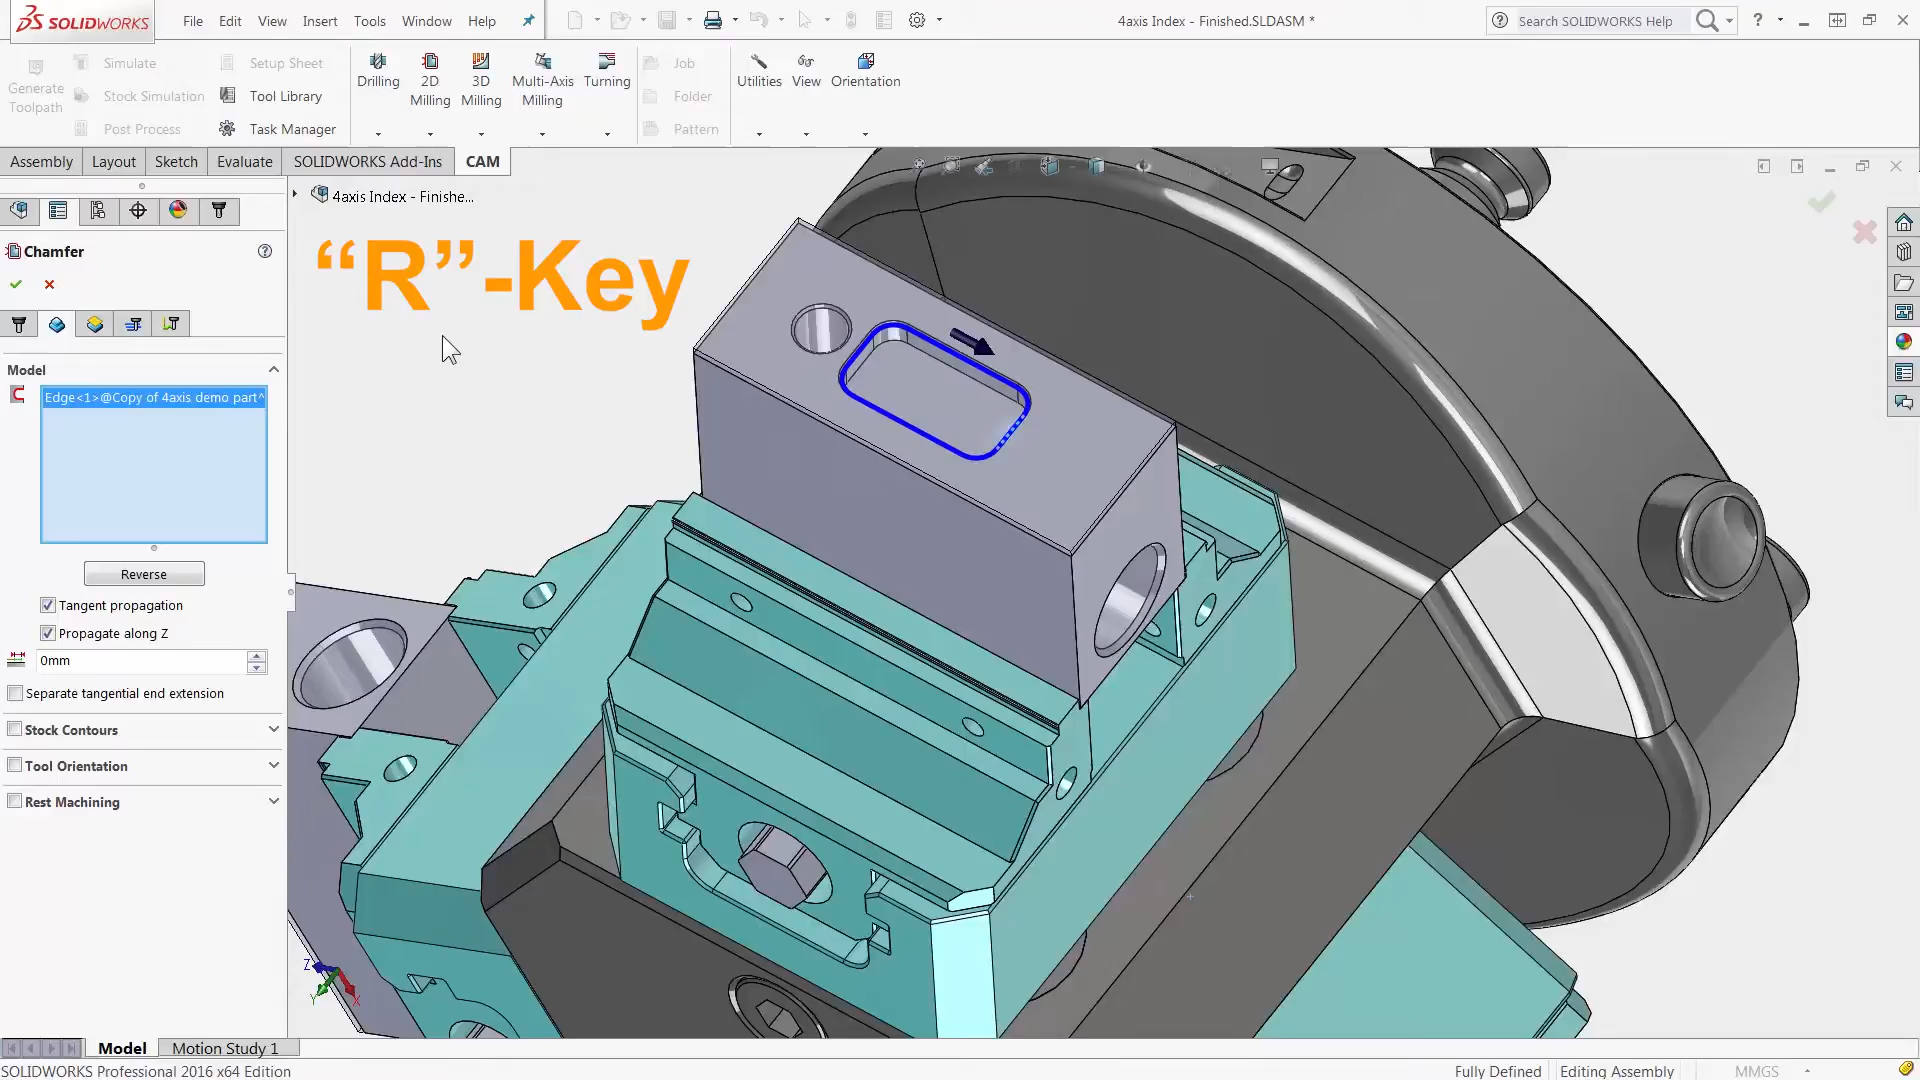 SOLIDWORKS
File Edit View Insert Tools Window Help
4axis Index - Finished.SLDASM *
Search SOLIDWORKS Help
?
Generate Toolpath
Simulate
Stock Simulation
Post Process
Setup Sheet
Tool Library
Task Manager
Drilling
2D Milling
3D Milling
Multi-Axis Milling
Turning
Job
Folder
Pattern
Utilities
View
Orientation
Assembly Layout Sketch Evaluate SOLIDWORKS Add-Ins CAM
4axis Index - Finishe...
“R”-Key
Chamfer
?
Model
Edge<1>@Copy of 4axis demo part^
Reverse
Tangent propagation
Propagate along Z
0mm
Separate tangential end extension
Stock Contours
Tool Orientation
Rest Machining
Z
Y
X
Model Motion Study 1
SOLIDWORKS Professional 2016 x64 Edition
Fully Defined Editing Assembly MMGS